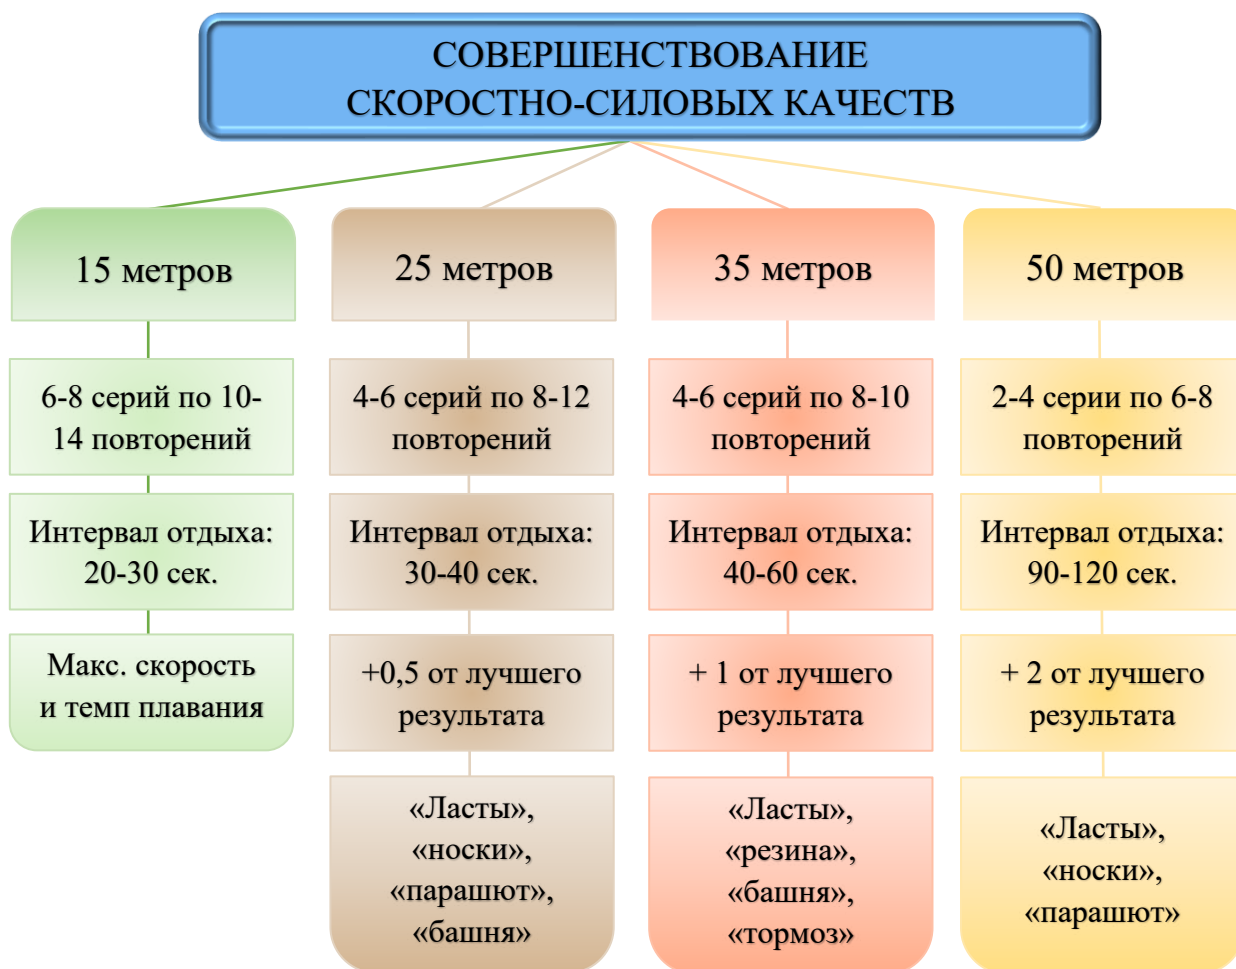 СОВЕРШЕНСТВОВАНИЕ
СКОРОСТНО-СИЛОВЫХ КАЧЕСТВ
15 метров
6-8 серий по 10-
14 повторений
Интервал отдыха:
20-30 сек.
Макс. скорость
и темп плавания
25 метров
4-6 серий по 8-12
повторений
Интервал отдыха:
30-40 сек.
+0,5 от лучшего
результата
«Ласты»,
«носки»,
«парашют»,
«башня»
35 метров
4-6 серий по 8-10
повторений
Интервал отдыха:
40-60 сек.
+ 1 от лучшего
результата
«Ласты»,
«резина»,
«башня»,
«тормоз»
50 метров
2-4 серии по 6-8
повторений
Интервал отдыха:
90-120 сек.
+ 2 от лучшего
результата
«Ласты»,
«носки»,
«парашют»